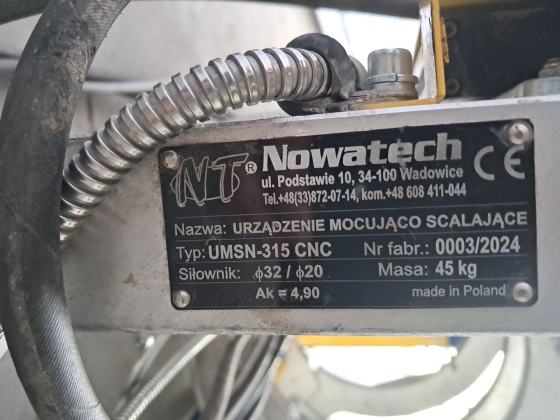 NT® Nowatech CE
ul. Podstawie 10, 34-100 Wadowice
Tel.+48(33)872-07-14, kom.+48 608 411-044
Nazwa: URZĄDZENIE MOCUJĄCO SCALAJĄCE
Typ: UMSN-315 CNC Nr fabr.: 0003/2024
Siłownik: ϕ32 / ϕ20 Masa: 45 kg
Ak = 4,90 made in Poland